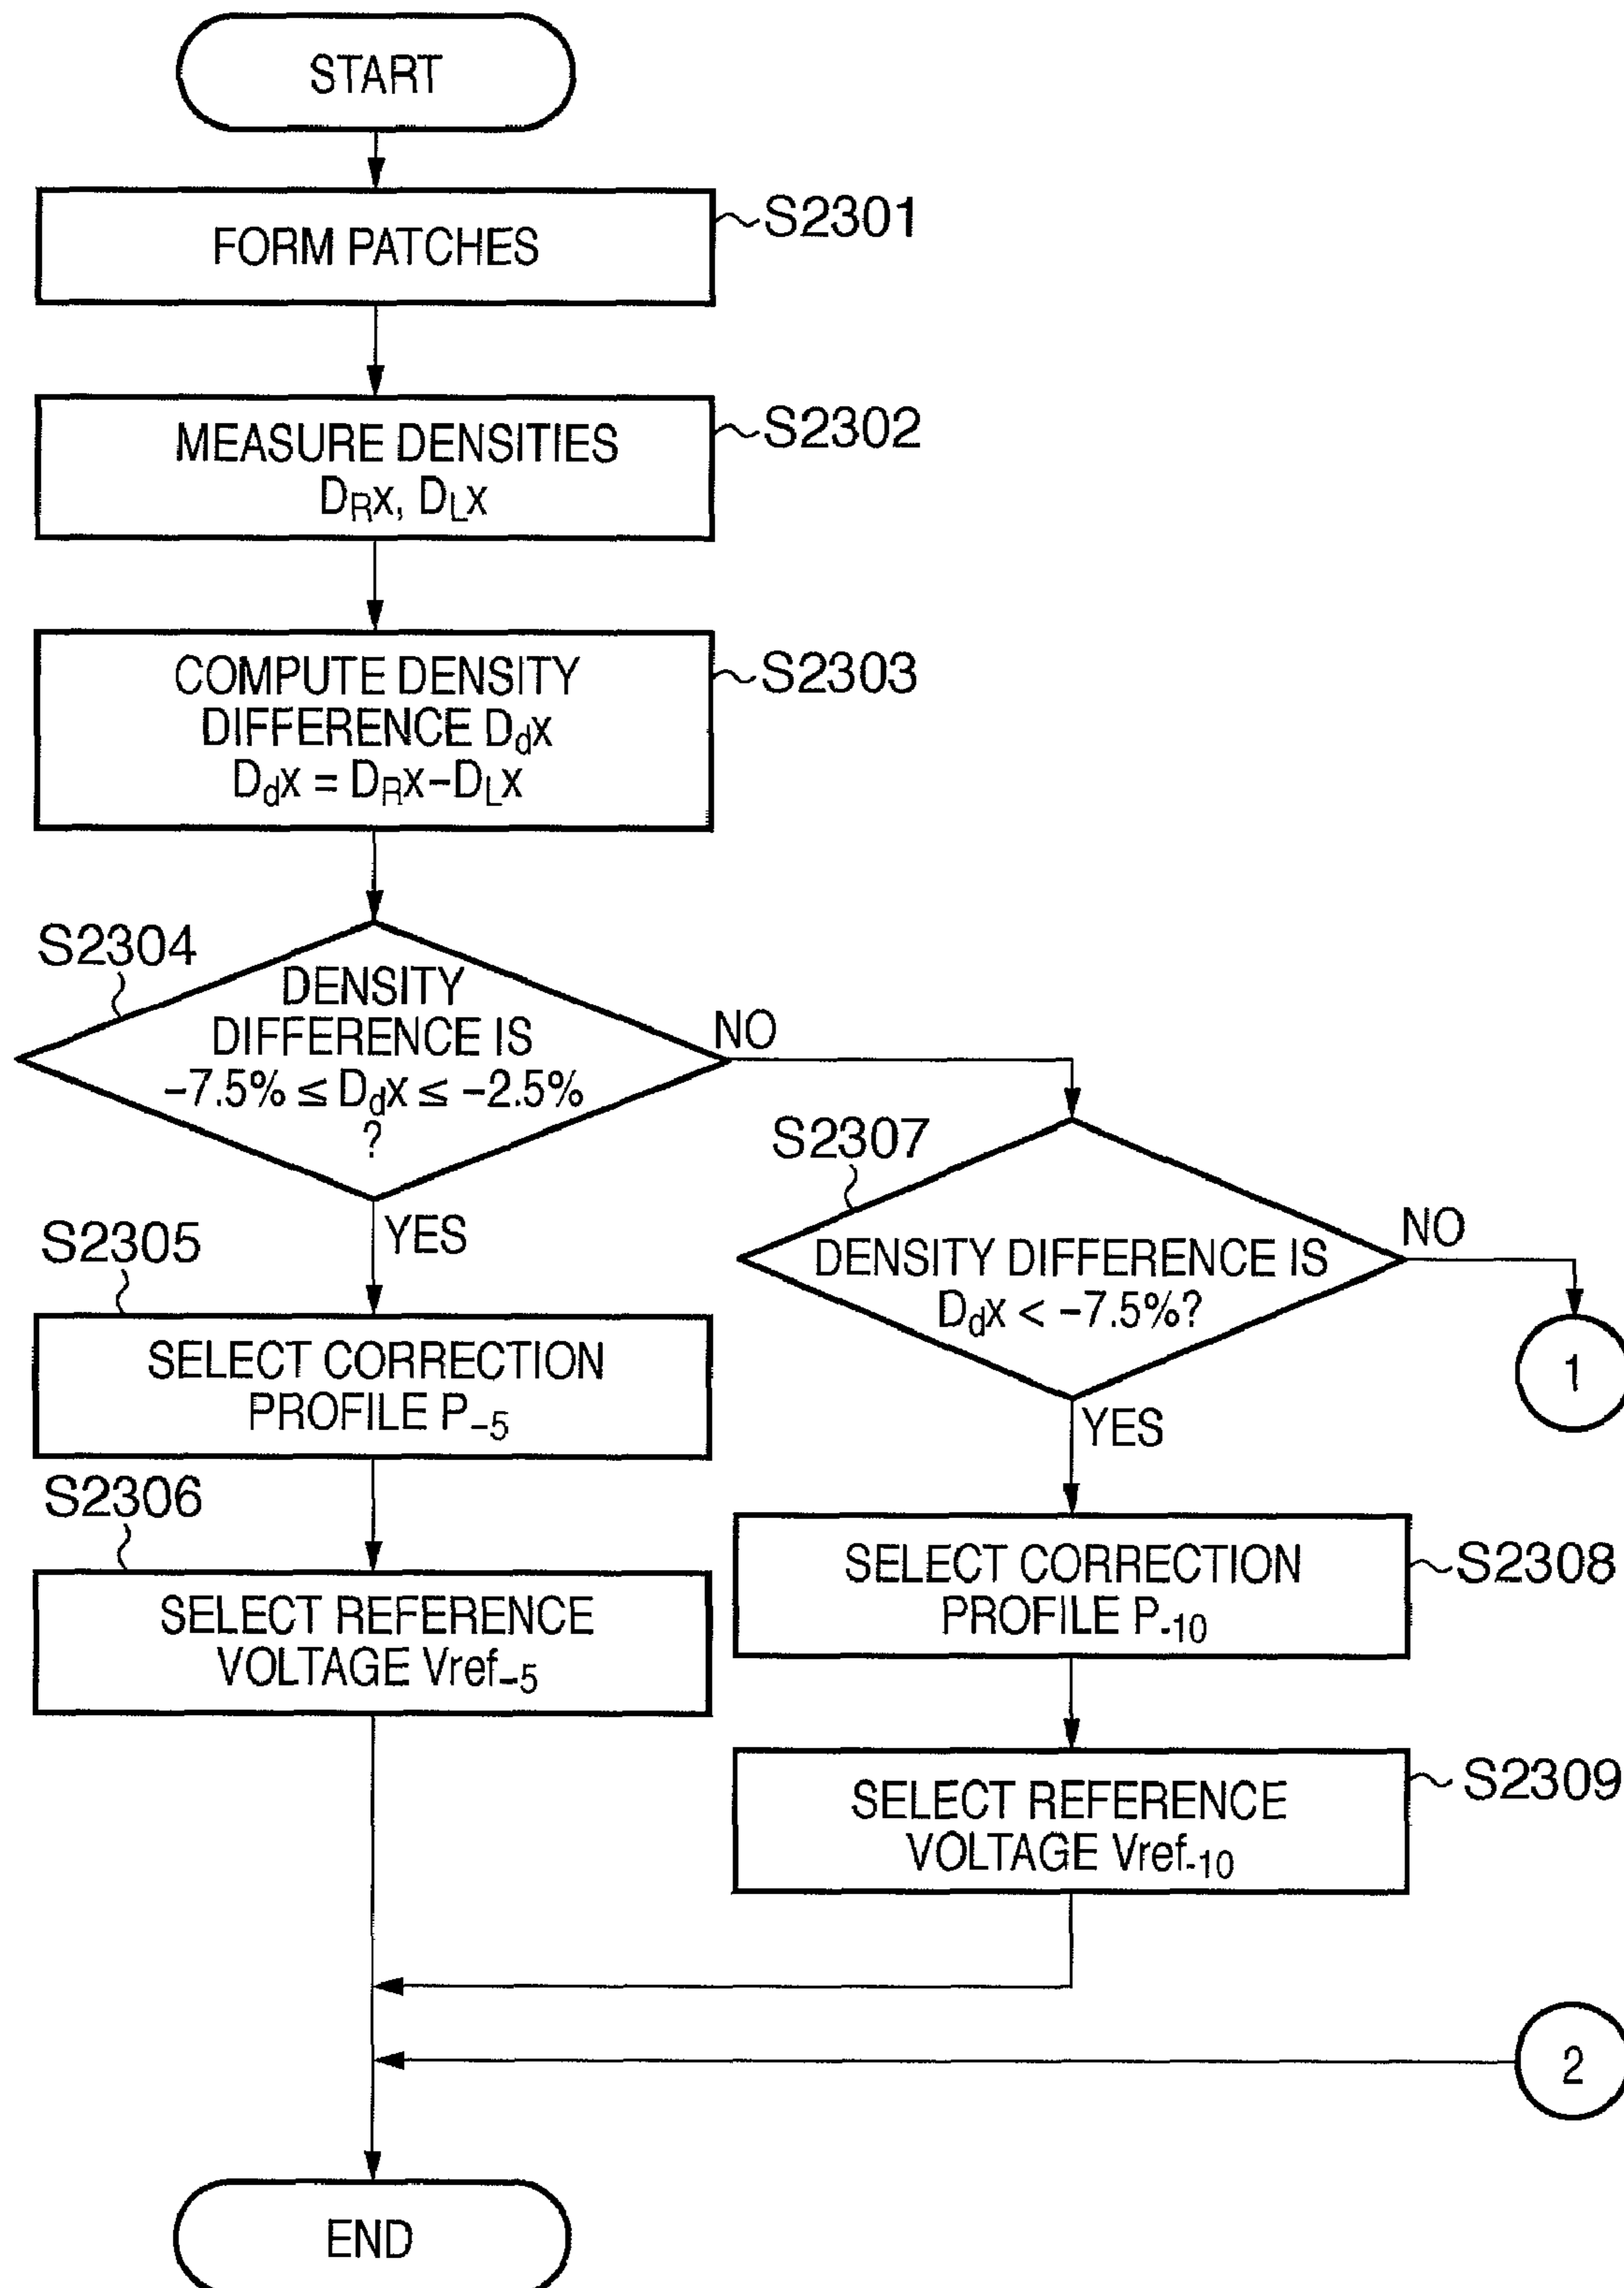 START
FORM PATCHES
S2301
MEASURE DENSITIES
DRx, DLx
S2302
COMPUTE DENSITY
DIFFERENCE Ddx
Ddx = DRx–DLx
S2303
S2304
DENSITY
DIFFERENCE IS
–7.5% ≤ Ddx ≤ –2.5%
?
NO
YES
S2305
SELECT CORRECTION
PROFILE P–5
S2306
SELECT REFERENCE
VOLTAGE Vref–5
S2307
DENSITY DIFFERENCE IS
Ddx < –7.5%?
NO
1
YES
SELECT CORRECTION
PROFILE P-10
S2308
SELECT REFERENCE
VOLTAGE Vref-10
S2309
2
END